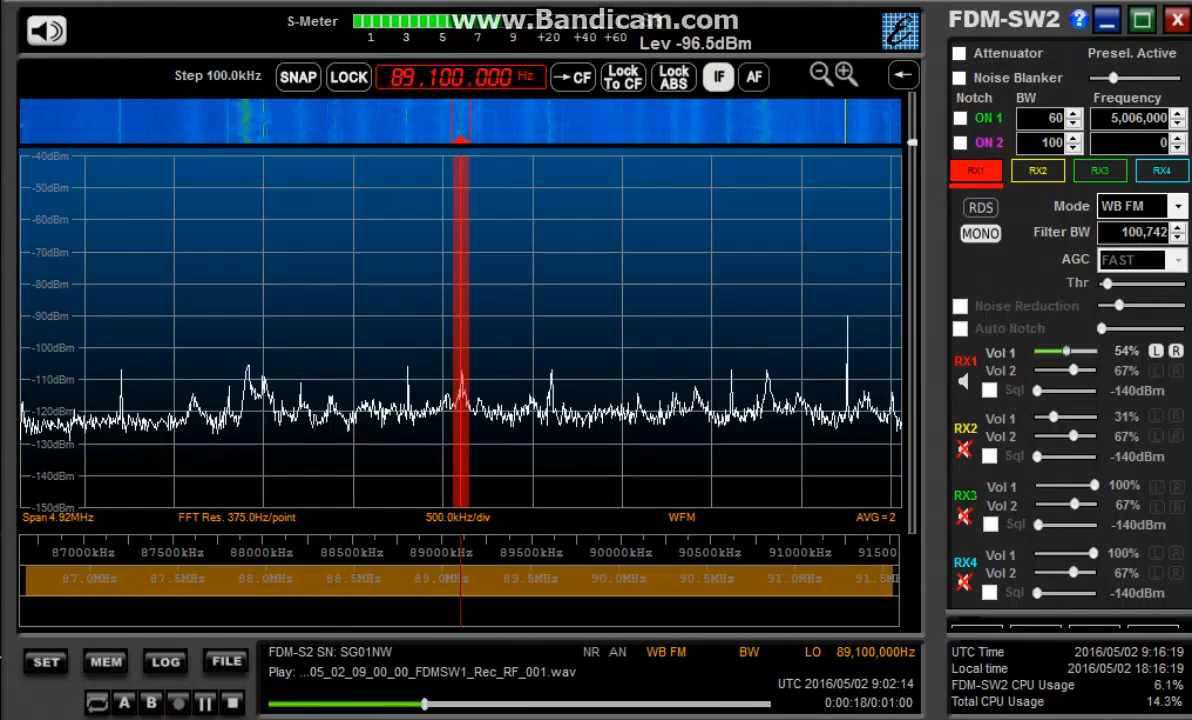 www.Bandicam.com
S-Meter
1 3 5 7 9 +20 +40 +60
Lev -96.5dBm
FDM-SW2 ? X
Step 100.0kHz SNAP LOCK 89,100,000 Hz →CF Lock To CF Lock ABS IF AF
Attenuator Presel. Active
Noise Blanker
Notch BW Frequency
ON 1 60 5,006,000
ON 2 100 0
RX1 RX2 RX3 RX4
RDS Mode WB FM
MONO Filter BW 100,742
AGC FAST
Thr
Noise Reduction
Auto Notch
RX1 Vol 1 54% L R
Vol 2 67% L R
Sql -140dBm
RX2 Vol 1 31% L R
Vol 2 67% L R
Sql -140dBm
RX3 Vol 1 100% L R
Vol 2 67% L R
Sql -140dBm
RX4 Vol 1 100% L R
Vol 2 67% L R
Sql -140dBm
-40dBm
-50dBm
-60dBm
-70dBm
-80dBm
-90dBm
-100dBm
-110dBm
-120dBm
-130dBm
-140dBm
-150dBm
Span 4.92MHz FFT Res. 375.0Hz/point 500.0kHz/div WFM AVG=2
87000kHz 87500kHz 88000kHz 88500kHz 89000kHz 89500kHz 90000kHz 90500kHz 91000kHz 91500
87.0MHz 87.5MHz 88.0MHz 88.5MHz 89.0MHz 89.5MHz 90.0MHz 90.5MHz 91.0MHz 91.5M
SET MEM LOG FILE
A B
FDM-S2 SN: SG01NW NR AN WB FM BW LO 89,100,000Hz
Play: ...05_02_09_00_00_FDMSW1_Rec_RF_001.wav
UTC 2016/05/02 9:02:14
0:00:18/0:01:00
UTC Time 2016/05/02 9:16:19
Local time 2016/05/02 18:16:19
FDM-SW2 CPU Usage 6.1%
Total CPU Usage 14.3%